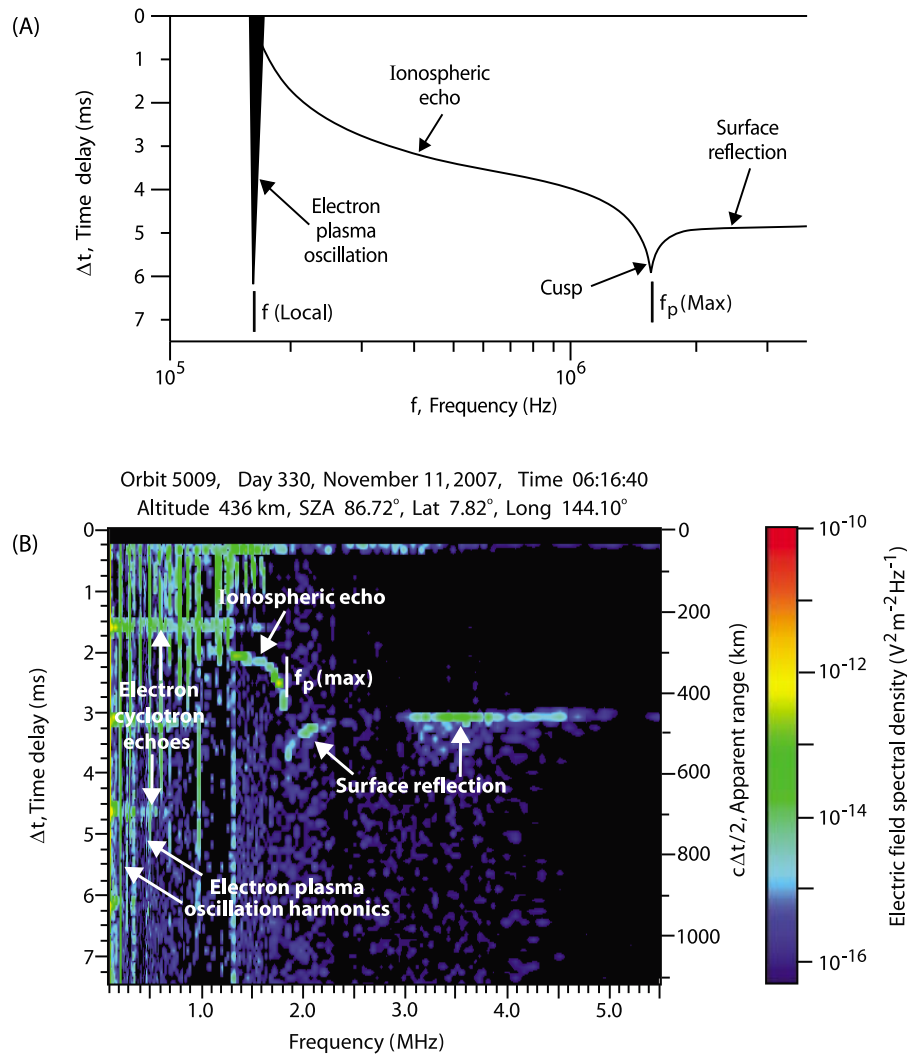 (A)
0
1
2
3
4
5
6
7
Δt, Time delay (ms)
Ionospheric
echo
Surface
reflection
Electron
plasma
oscillation
Cusp
f (Local)
fp (Max)
10^5
10^6
f, Frequency (Hz)
Orbit 5009, Day 330, November 11, 2007, Time 06:16:40
Altitude 436 km, SZA 86.72°, Lat 7.82°, Long 144.10°
(B)
0
1
2
3
4
5
6
7
Δt, Time delay (ms)
Ionospheric echo
fp (max)
Electron
cyclotron
echoes
Surface reflection
Electron plasma
oscillation harmonics
1.0
2.0
3.0
4.0
5.0
Frequency (MHz)
0
200
400
600
800
1000
cΔt/2, Apparent range (km)
10^-10
10^-12
10^-14
10^-16
Electric field spectral density (V^2m^-2Hz^-1)